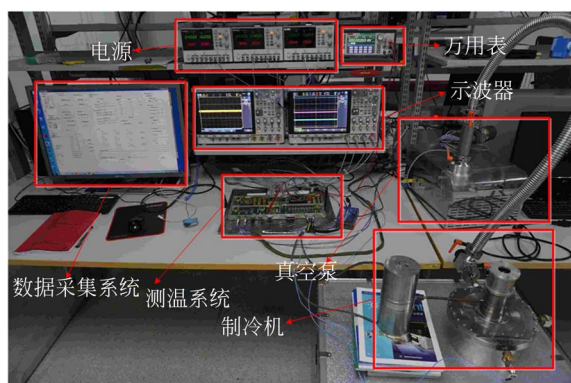 电源
万用表
示波器
数据采集系统
测温系统
真空泵
制冷机